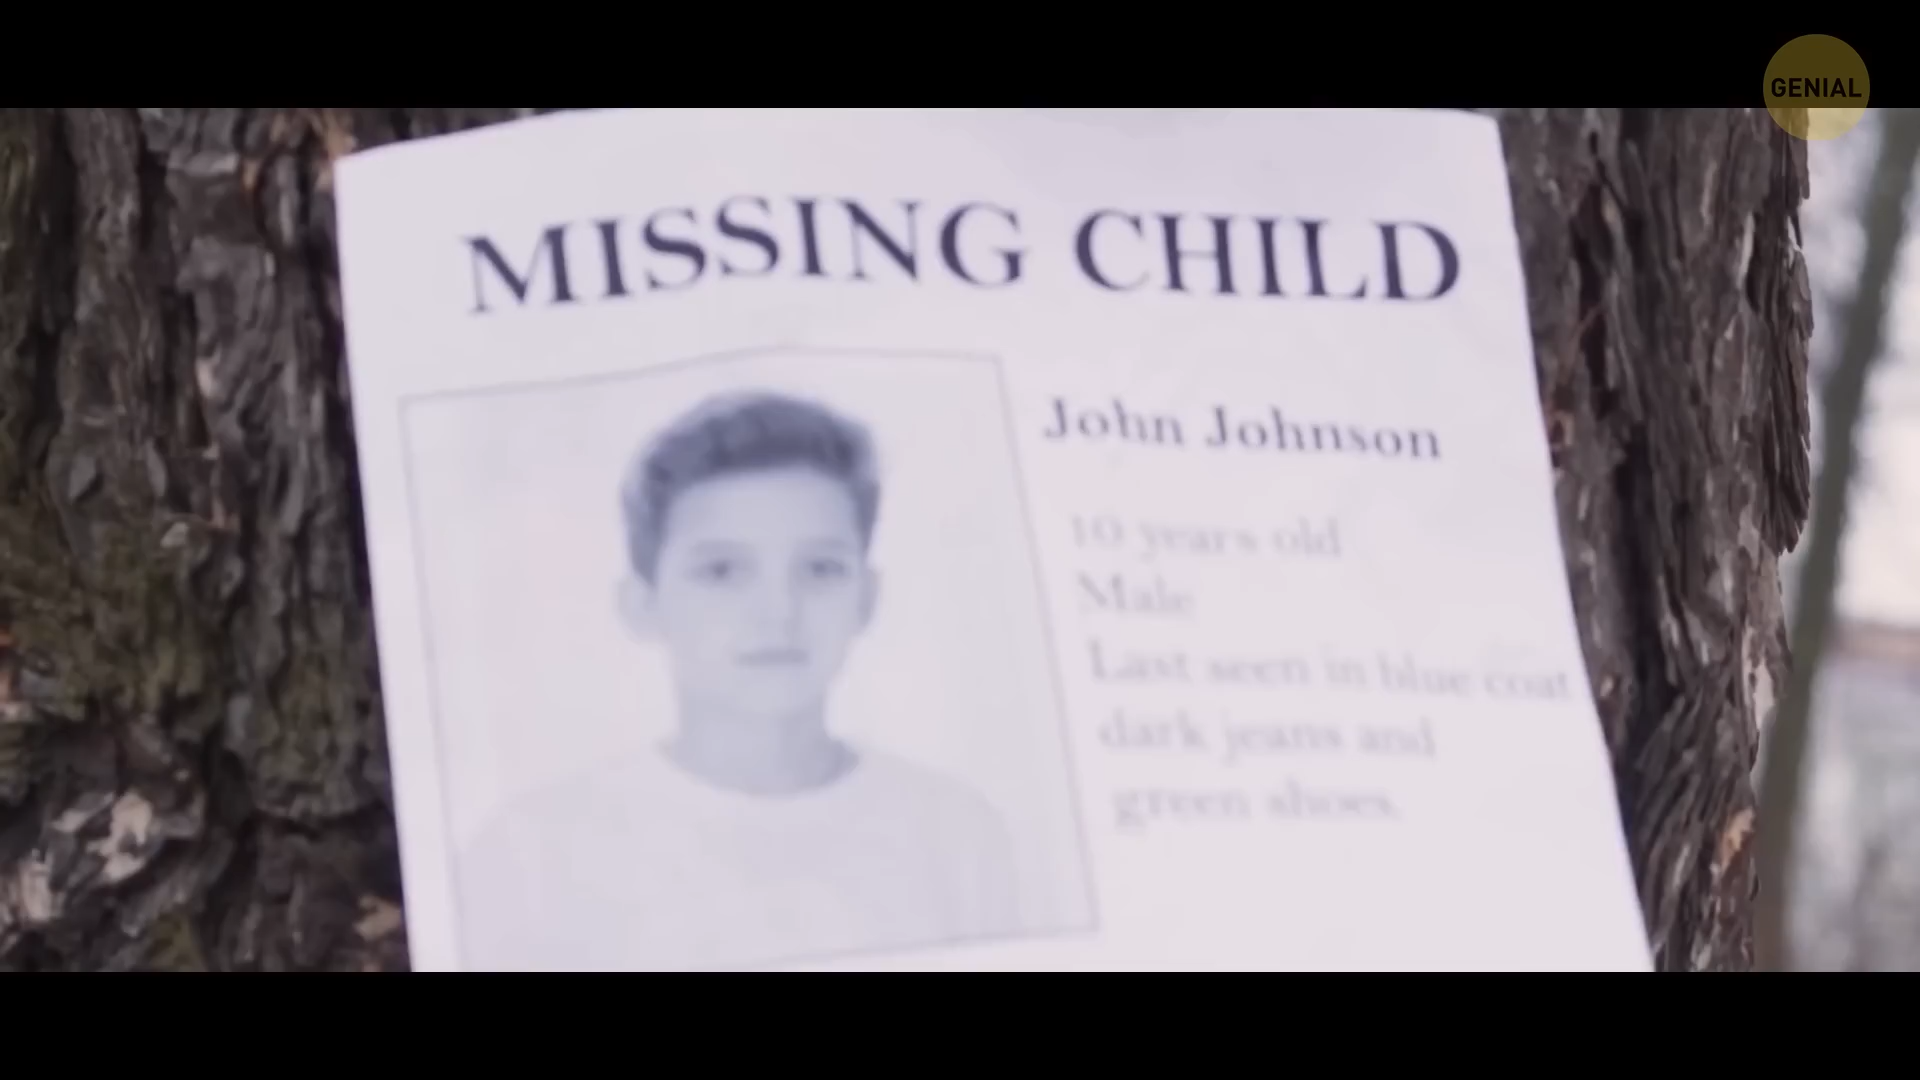 GENIAL
MISSING CHILD
John Johnson
10 years old
Male
Last seen in blue coat
dark jeans and
green shoes.